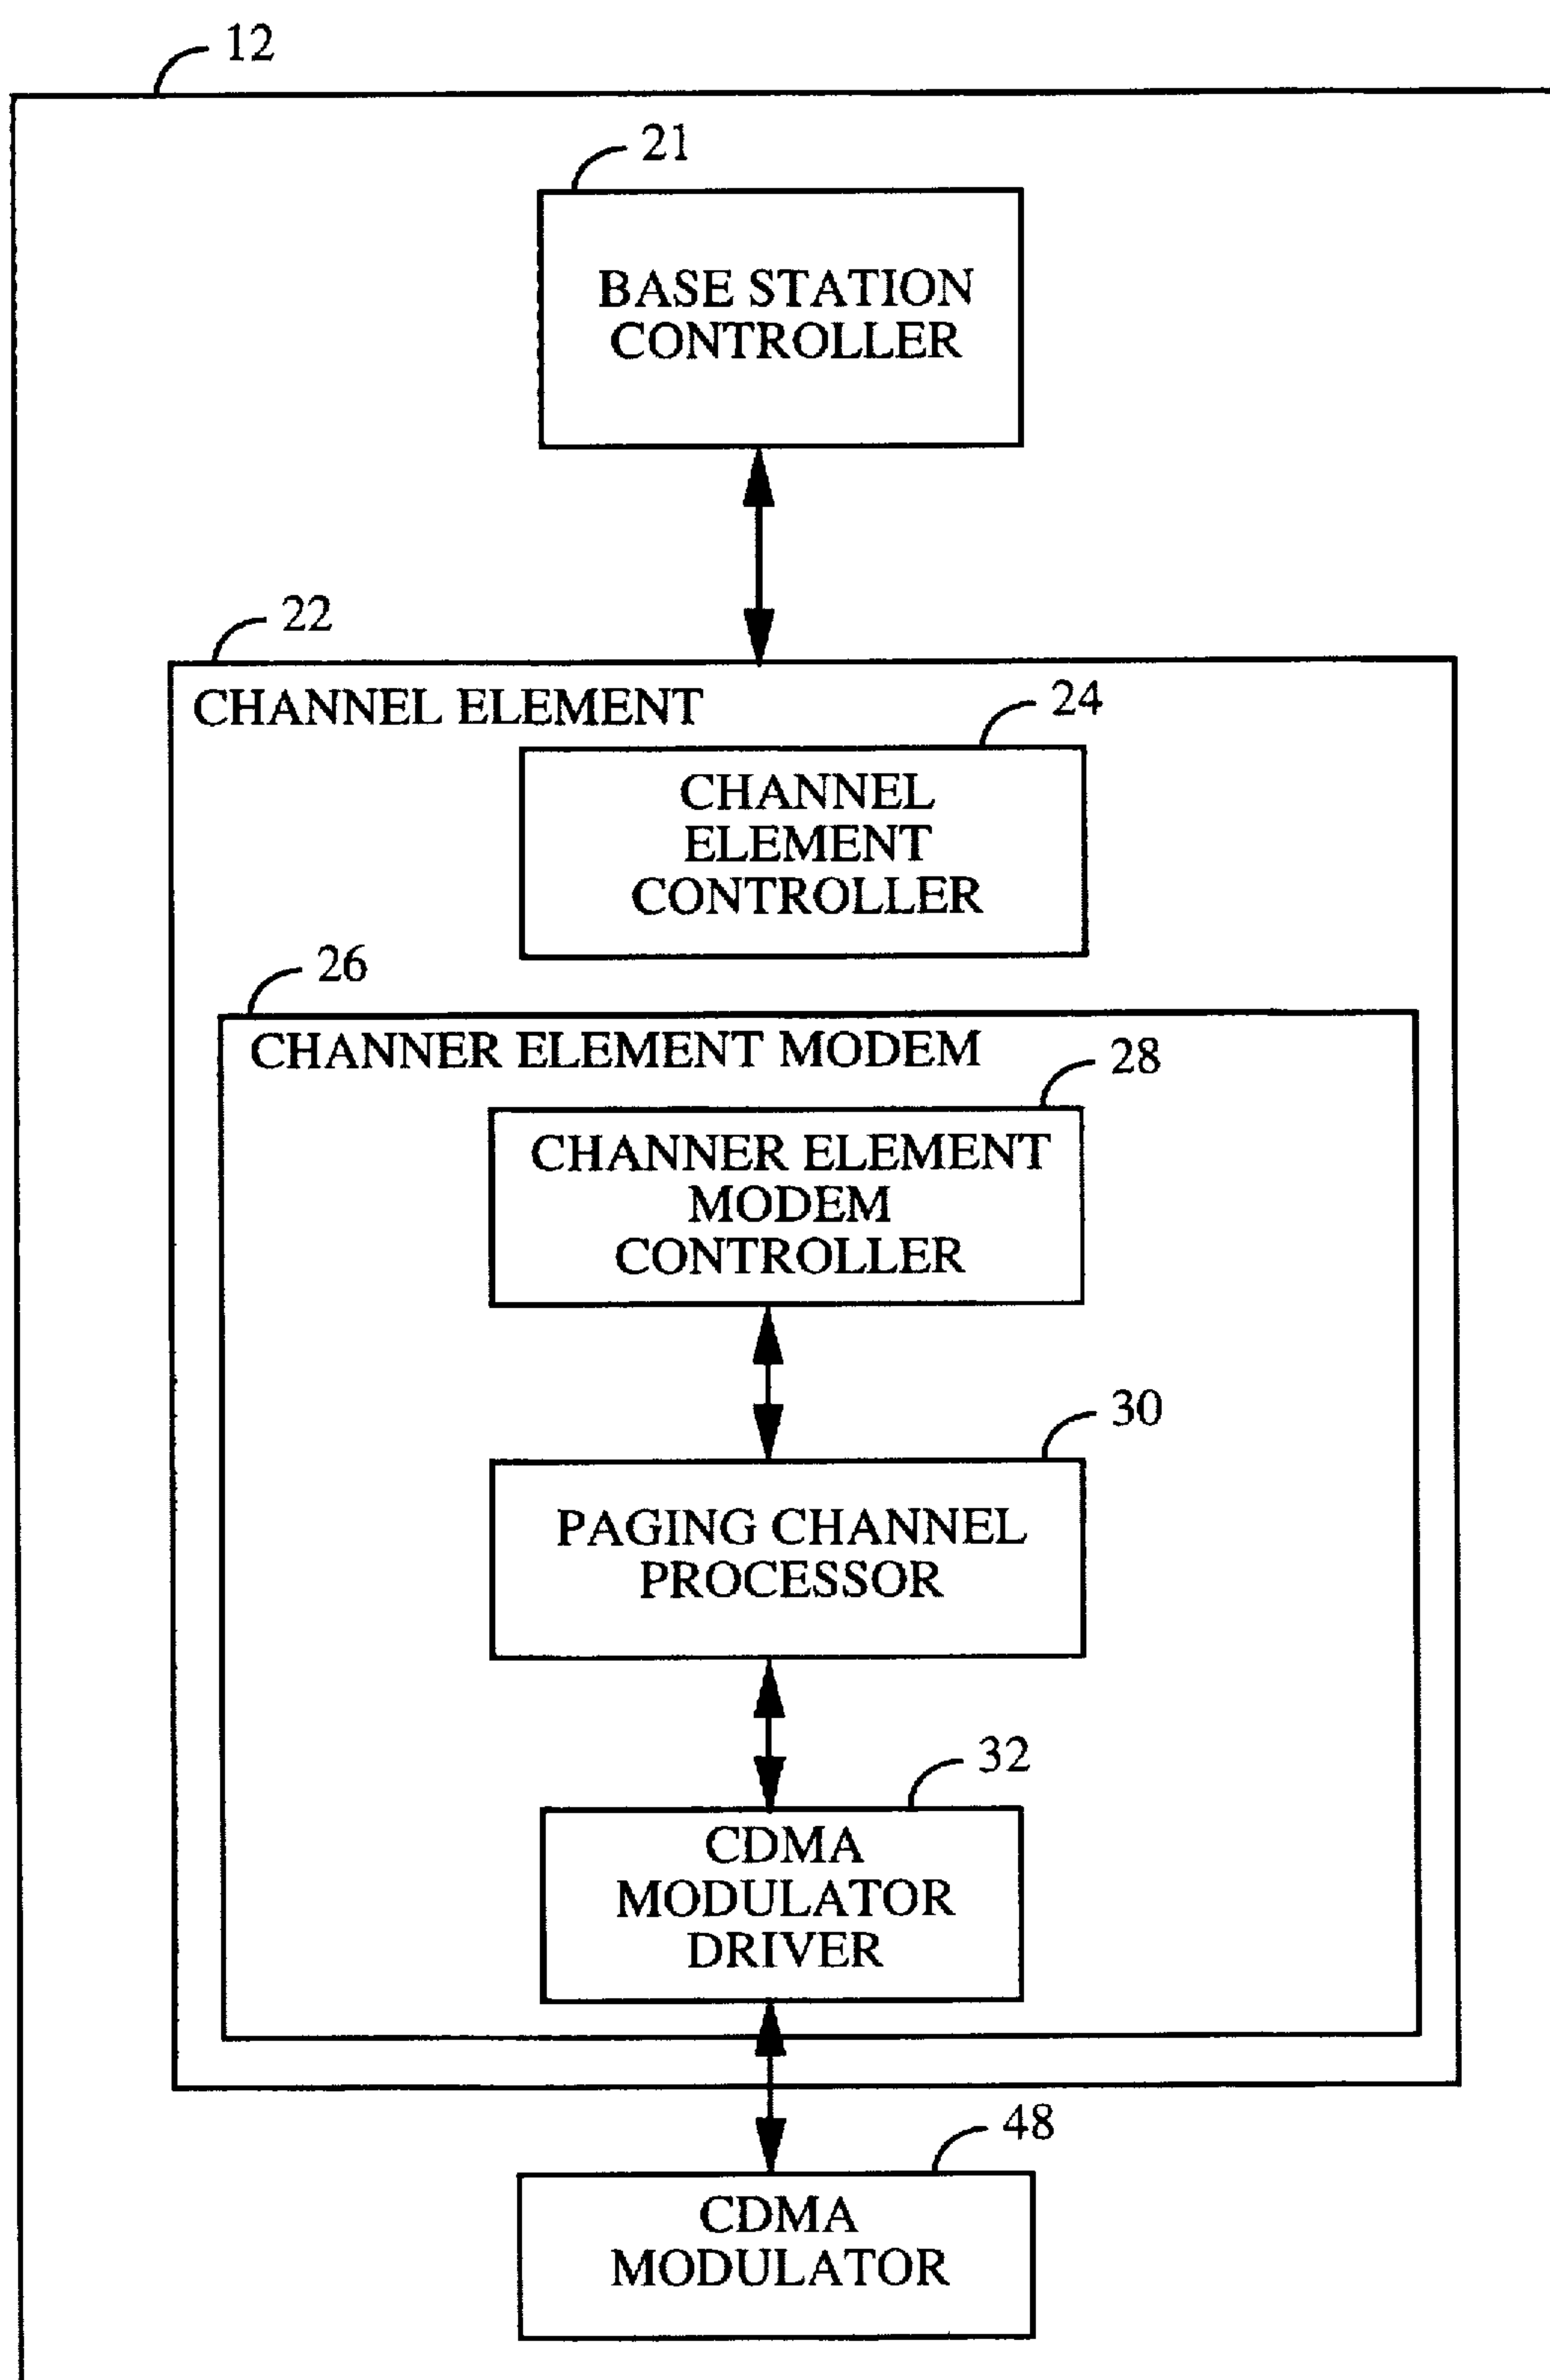 12
21
BASE STATION
CONTROLLER
22
CHANNEL ELEMENT
24
CHANNEL
ELEMENT
CONTROLLER
26
CHANNER ELEMENT MODEM
28
CHANNER ELEMENT
MODEM
CONTROLLER
30
PAGING CHANNEL
PROCESSOR
32
CDMA
MODULATOR
DRIVER
48
CDMA
MODULATOR